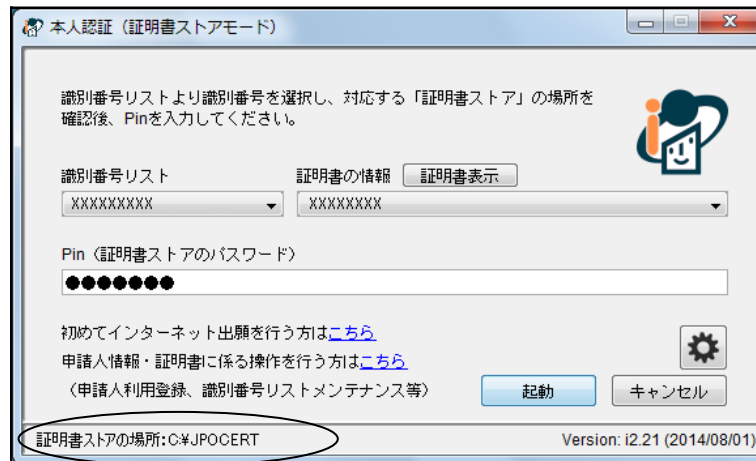 本人認証（証明書ストアモード）
識別番号リストより識別番号を選択し、対応する「証明書ストア」の場所を
確認後、Pinを入力してください。
識別番号リスト 証明書の情報 証明書表示
XXXXXXXXX XXXXXXXX
Pin（証明書ストアのパスワード）
●●●●●●●
初めてインターネット出願を行う方はこちら
申請人情報・証明書に係る操作を行う方はこちら
（申請人利用登録、識別番号リストメンテナンス等） 起動 キャンセル
証明書ストアの場所:C:¥JPOCERT Version: i2.21 (2014/08/01)